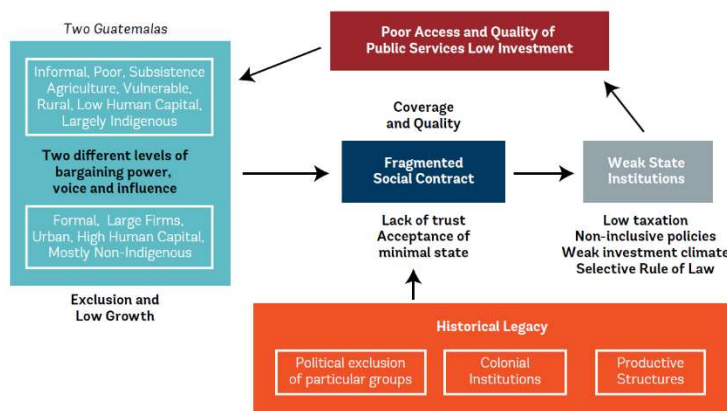 Two Guatemalas
Informal, Poor, Subsistence
Agriculture, Vulnerable,
Rural, Low Human Capital,
Largely Indigenous
Two different levels of
bargaining power,
voice and influence
Formal, Large Firms,
Urban, High Human Capital,
Mostly Non-Indigenous
Exclusion and
Low Growth
Poor Access and Quality of
Public Services Low Investment
Coverage
and Quality
Fragmented
Social Contract
Lack of trust
Acceptance of
minimal state
Weak State
Institutions
Low taxation
Non-inclusive policies
Weak investment climate
Selective Rule of Law
Historical Legacy
Political exclusion
of particular groups
Colonial
Institutions
Productive
Structures